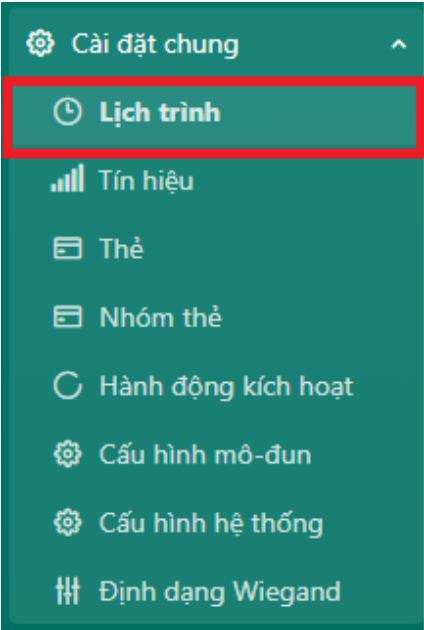 Cài đặt chung
Lịch trình
Tín hiệu
Thẻ
Nhóm thẻ
Hành động kích hoạt
Cấu hình mô-đun
Cấu hình hệ thống
Định dạng Wiegand